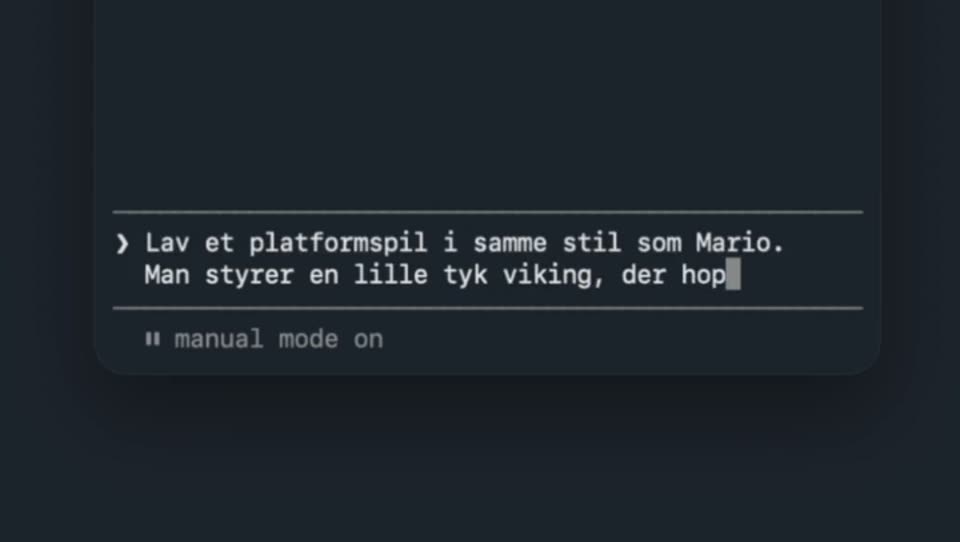 ❯ Lav et platformspil i samme stil som Mario.
Man styrer en lille tyk viking, der hop
⏸ manual mode on